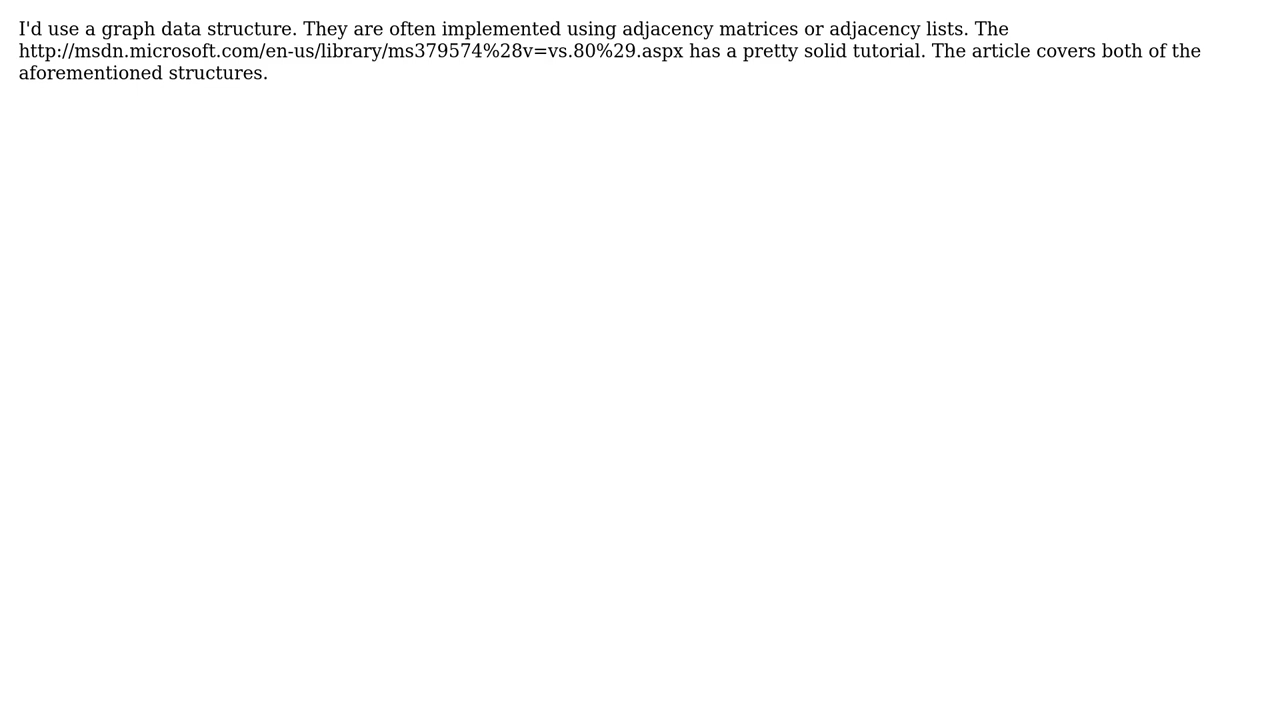 I'd use a graph data structure. They are often implemented using adjacency matrices or adjacency lists. The
http://msdn.microsoft.com/en-us/library/ms379574%28v=vs.80%29.aspx has a pretty solid tutorial. The article covers both of the
aforementioned structures.